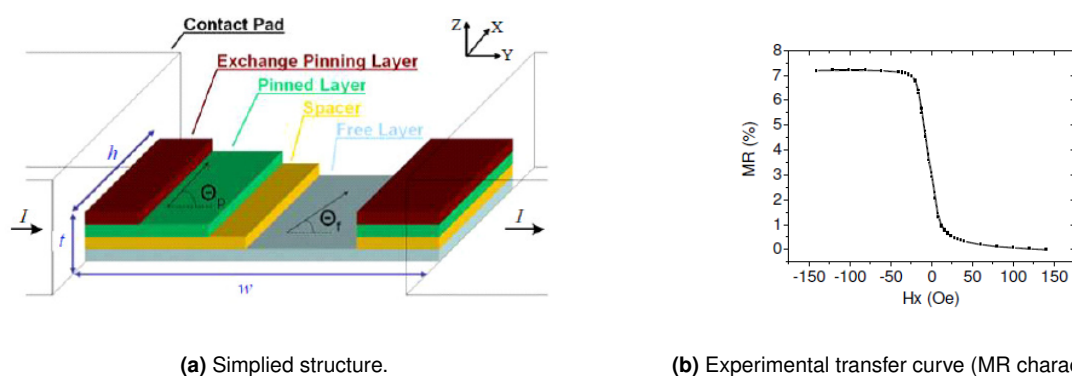 Contact Pad
Exchange Pinning Layer
Pinned Layer
Spacer
Free Layer
Z
X
Y
h
Θp
Θf
I
I
t
w
(a) Simplied structure.
8
7
6
5
4
3
2
1
0
MR (%)
-150 -100 -50 0 50 100 150
Hx (Oe)
(b) Experimental transfer curve (MR charac